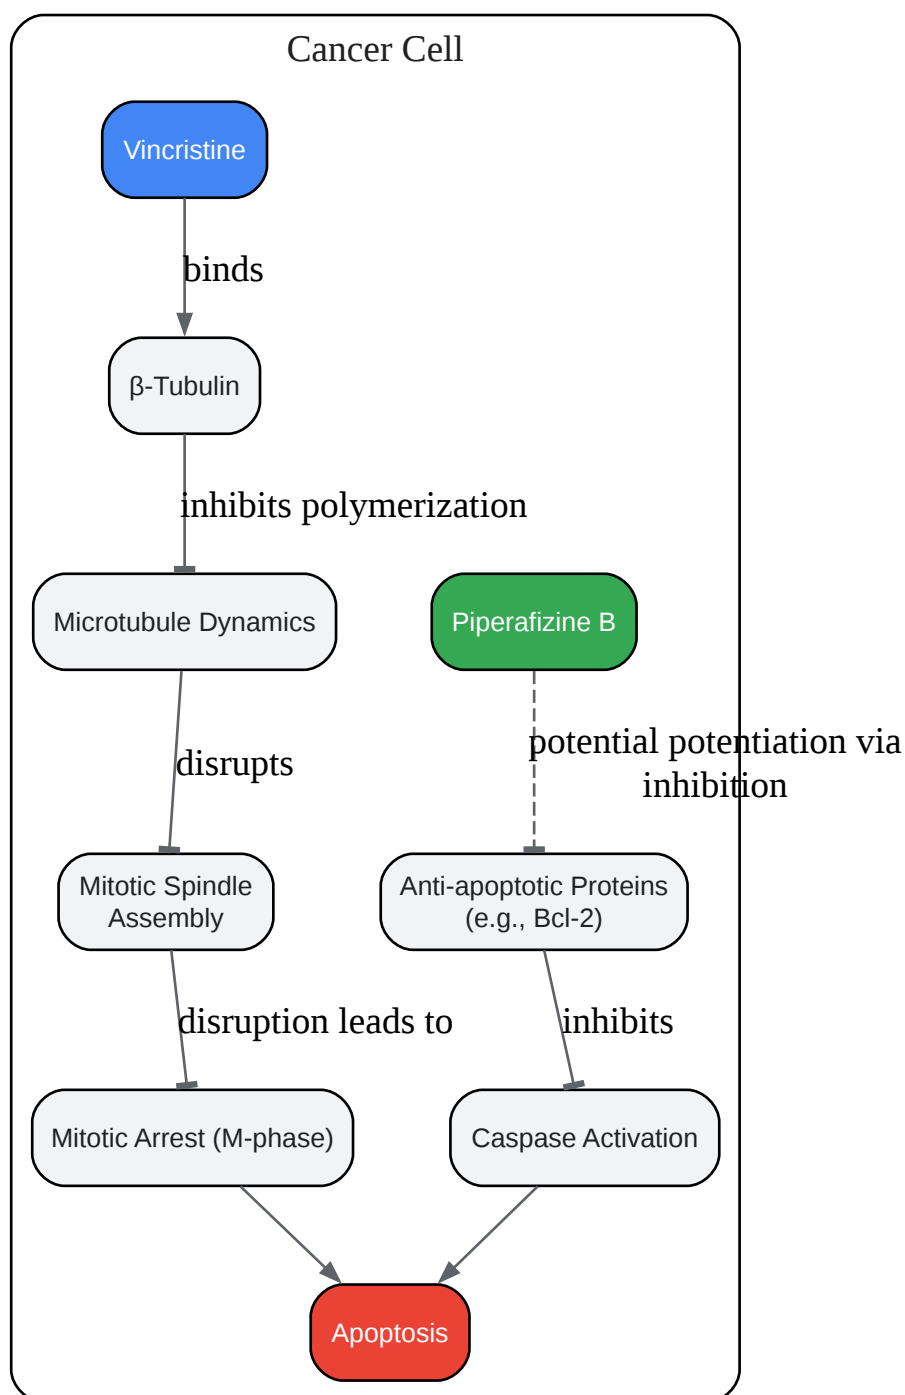 Cancer Cell
Vincristine
binds
β-Tubulin
inhibits polymerization
Microtubule Dynamics
Piperafizine B
disrupts
potential potentiation via
inhibition
Mitotic Spindle
Assembly
Anti-apoptotic Proteins
(e.g., Bcl-2)
disruption leads to
inhibits
Mitotic Arrest (M-phase)
Caspase Activation
Apoptosis